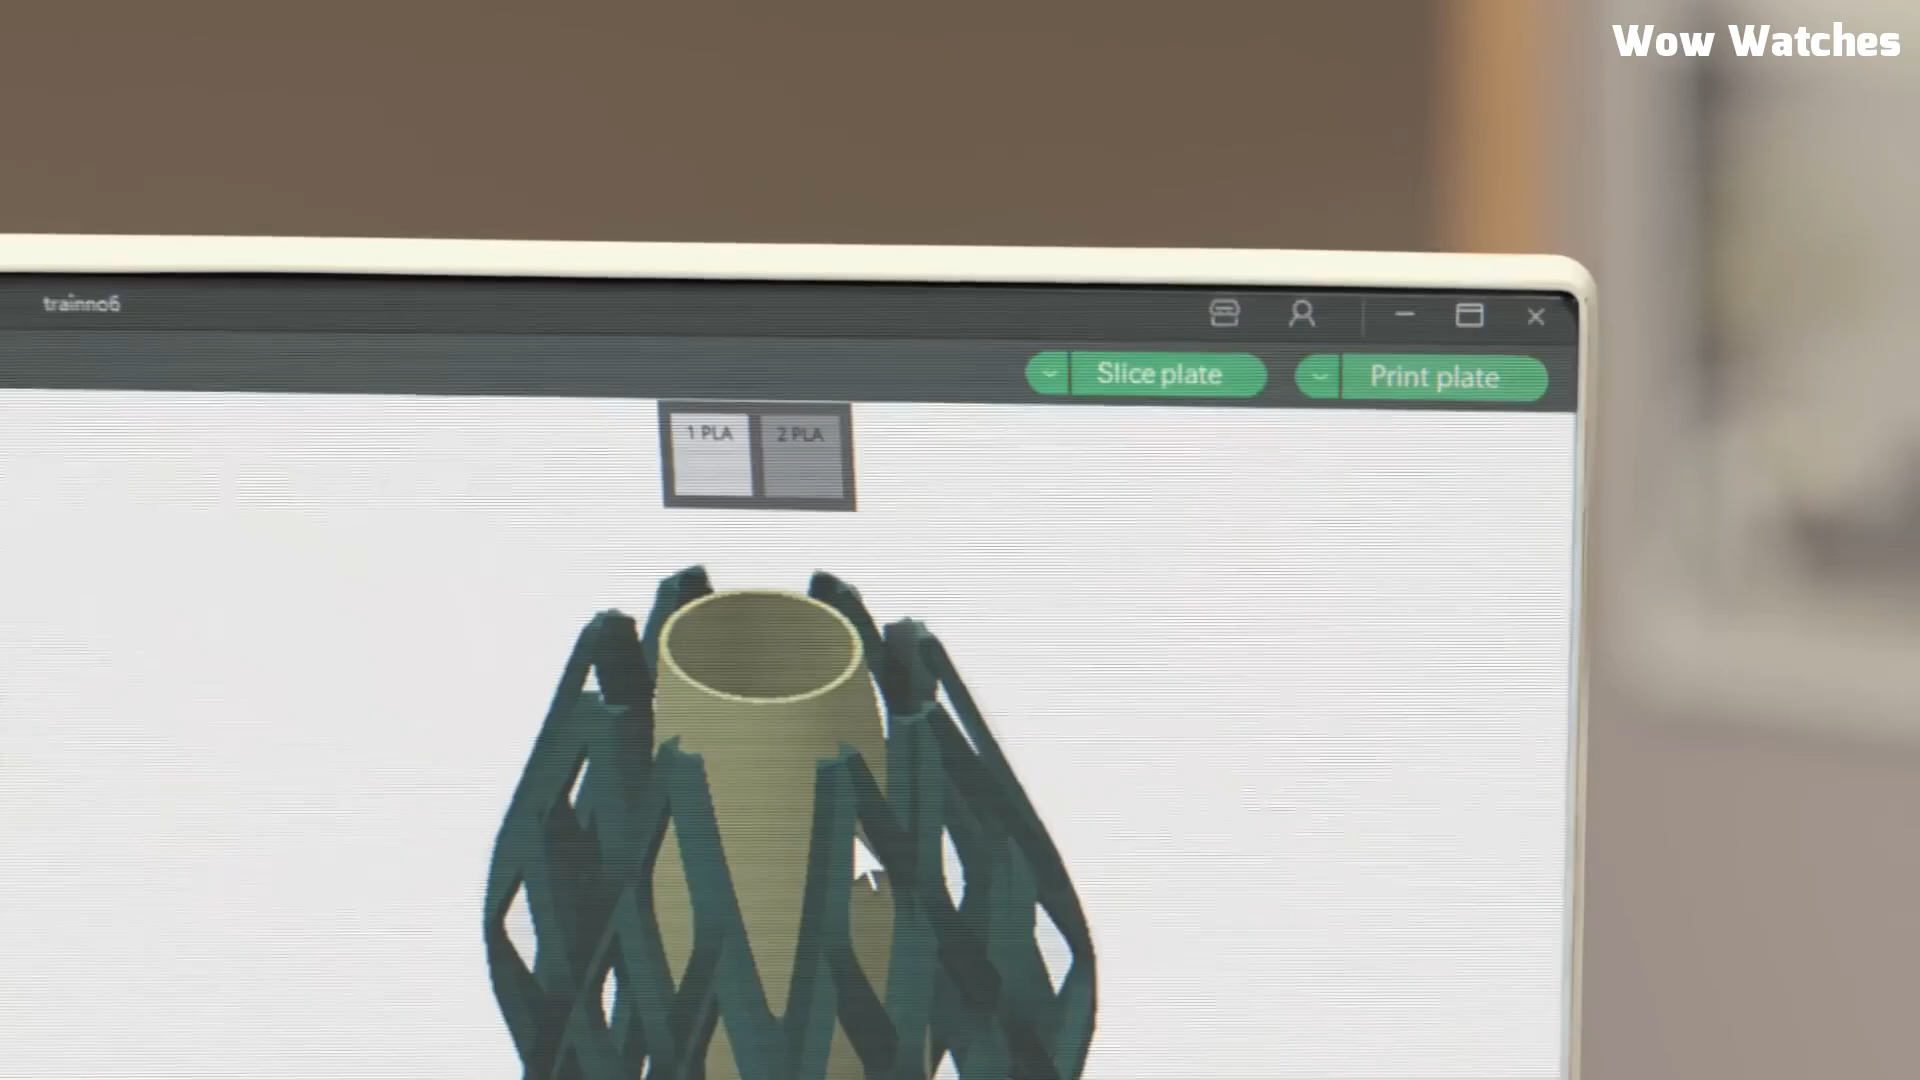 Wow Watches
trainno6
Slice plate
Print plate
1 PLA
2 PLA